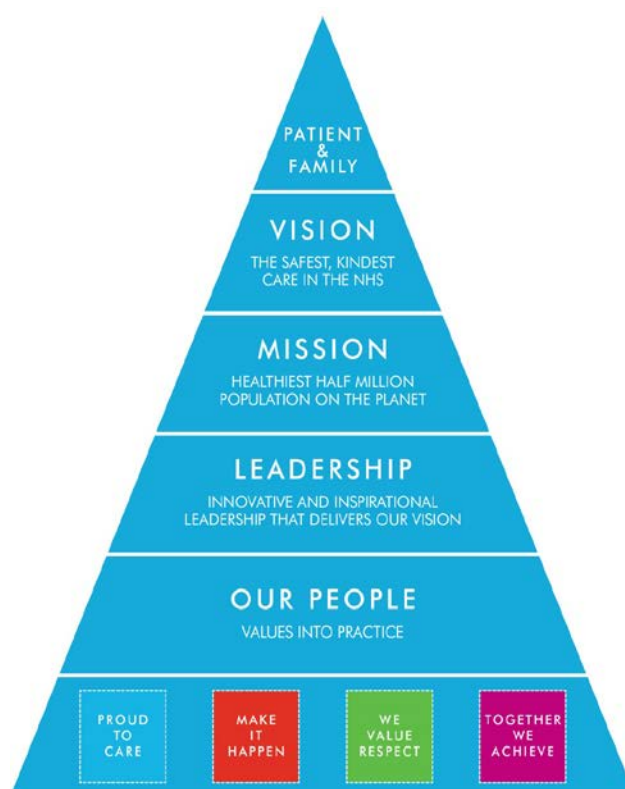 PATIENT
&
FAMILY
VISION
THE SAFEST, KINDEST
CARE IN THE NHS
MISSION
HEALTHIEST HALF MILLION
POPULATION ON THE PLANET
LEADERSHIP
INNOVATIVE AND INSPIRATIONAL
LEADERSHIP THAT DELIVERS OUR VISION
OUR PEOPLE
VALUES INTO PRACTICE
PROUD
TO
CARE
MAKE
IT
HAPPEN
WE
VALUE
RESPECT
TOGETHER
WE
ACHIEVE